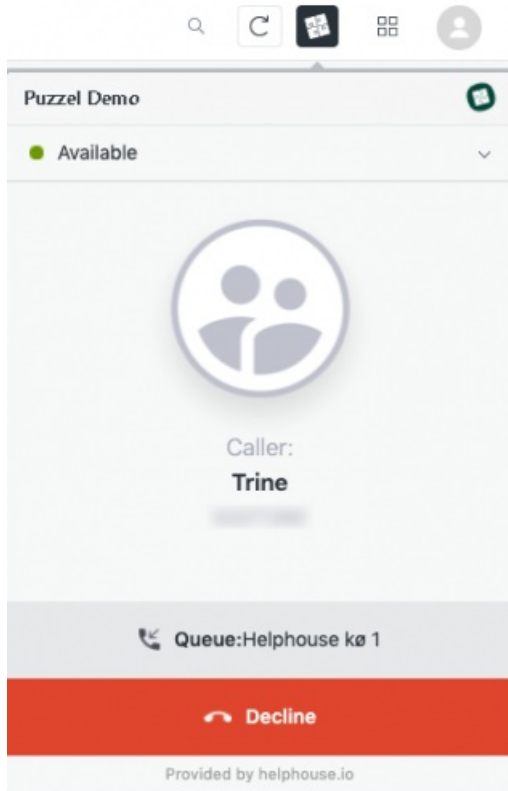 Puzzel Demo
Available
Caller:
Trine
Queue:Helphouse kø 1
Decline
Provided by helphouse.io